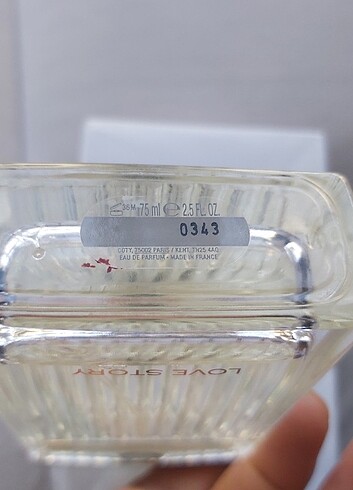 36M 75 ml ℮ 2.5 FL. OZ.
0343
COTY, 75002 PARIS / KENT, TN25 4AQ
EAU DE PARFUM - MADE IN FRANCE
LOVE STORY